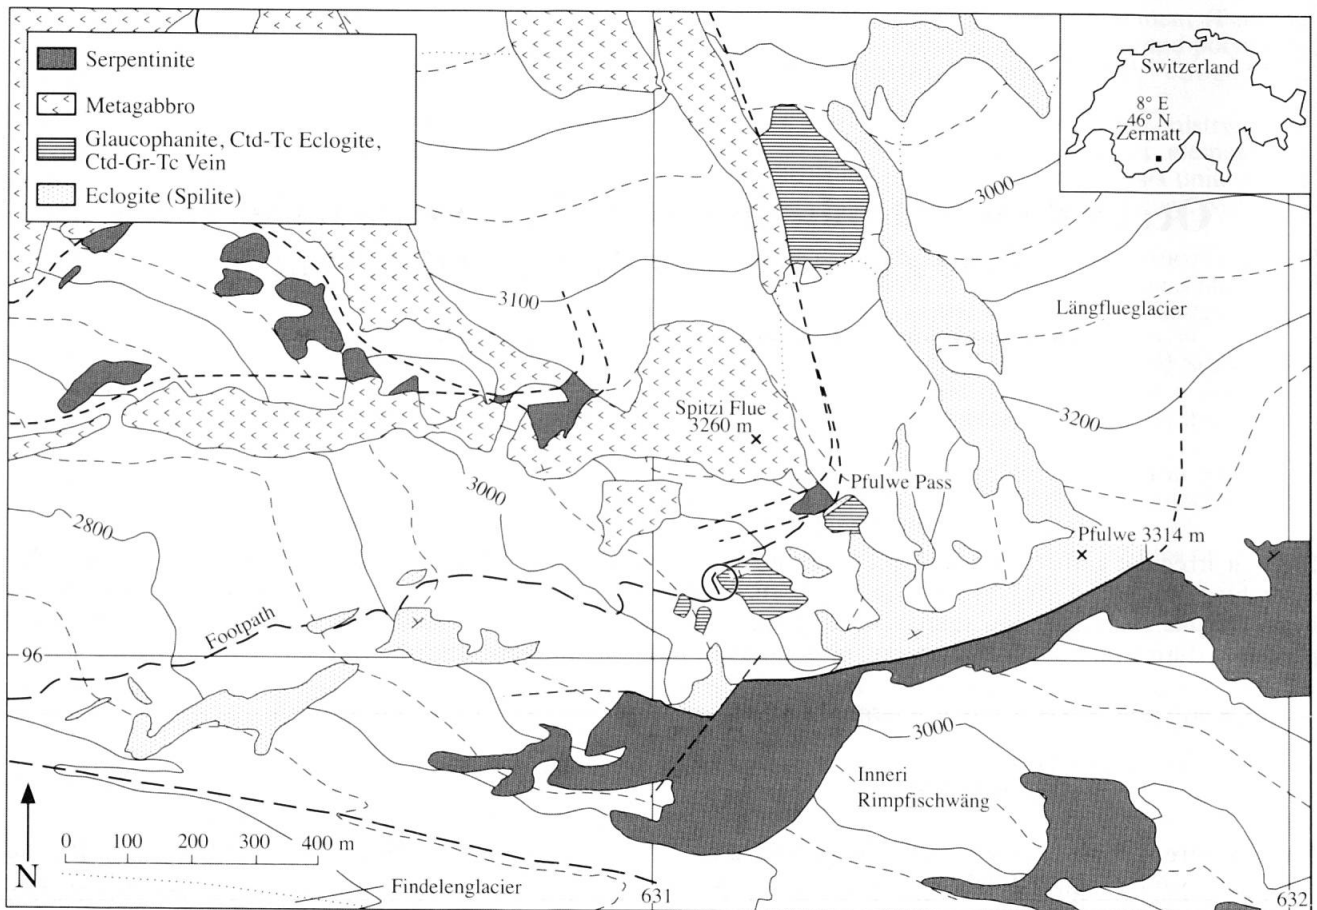 Serpentinite
Metagabbro
Glaucophanite, Ctd-Tc Eclogite,
Ctd-Gr-Tc Vein
Eclogite (Spilite)
Switzerland
8° E
46° N
Zermatt
3000
3100
Längflueglacier
Spitzi Flue
3260 m
3200
3000
Pfulwe Pass
2800
Pfulwe 3314 m
Footpath
96
3000
Inneri
Rimpfischwäng
0 100 200 300 400 m
N
Findelenglacier
631
632